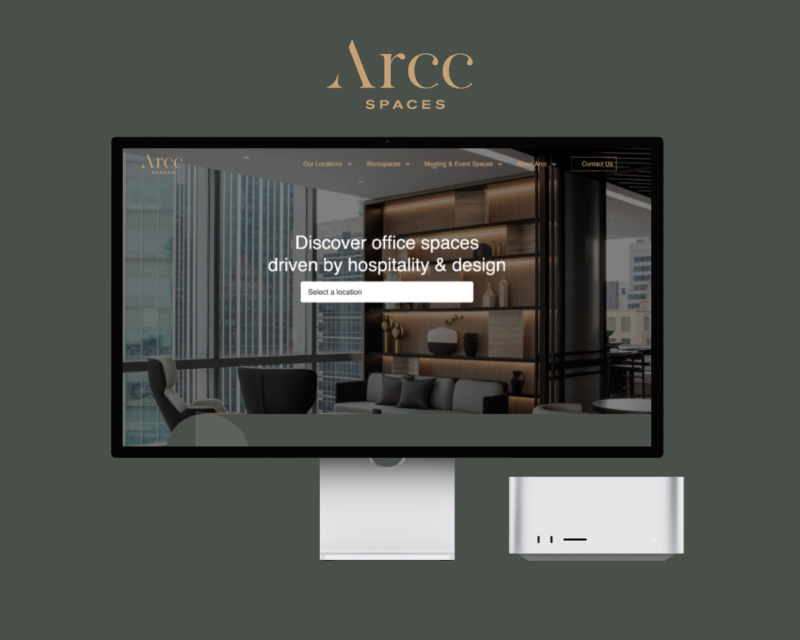 Arcc
SPACES
Arcc
SPACES
Our Locations
Workspaces
Meeting & Event Spaces
About Arcc
Contact Us
Discover office spaces
driven by hospitality & design
Select a location